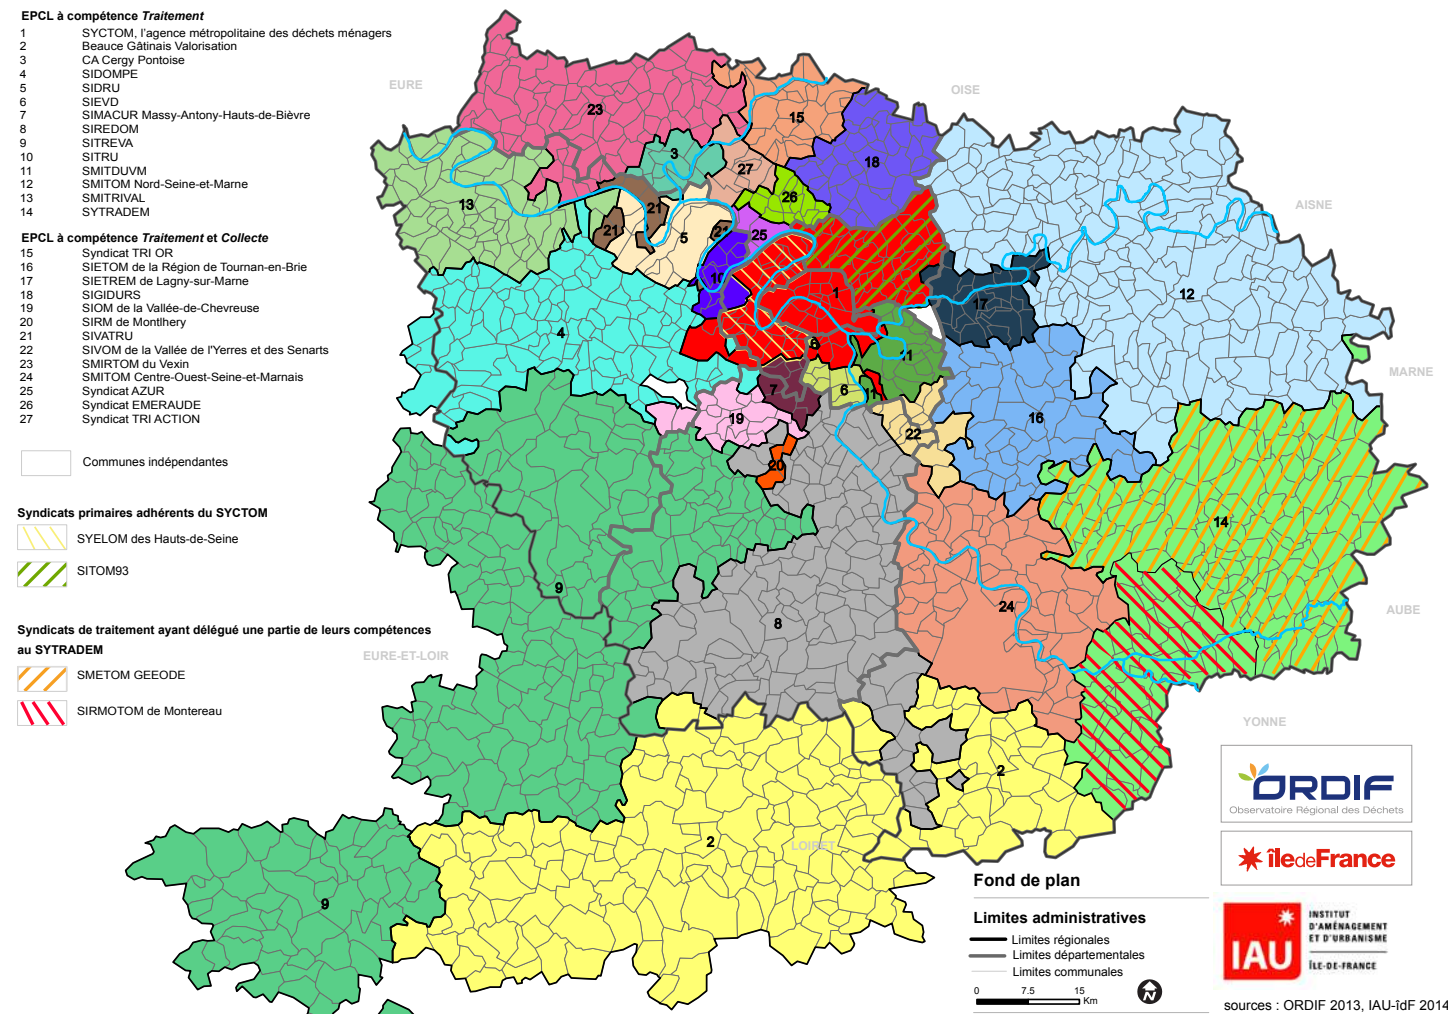 EPCL à compétence Traitement
1 SYCTOM, l'agence métropolitaine des déchets ménagers
2 Beauce Gâtinais Valorisation
3 CA Cergy Pontoise
4 SIDOMPE
5 SIDRU
6 SIEVD
7 SIMACUR Massy-Antony-Hauts-de-Bièvre
8 SIREDOM
9 SITREVA
10 SITRU
11 SMITDUVM
12 SMITOM Nord-Seine-et-Marne
13 SMITRIVAL
14 SYTRADEM
EPCL à compétence Traitement et Collecte
15 Syndicat TRI OR
16 SIETOM de la Région de Tournan-en-Brie
17 SIETREM de Lagny-sur-Marne
18 SIGIDURS
19 SIOM de la Vallée-de-Chevreuse
20 SIRM de Montlhery
21 SIVATRU
22 SIVOM de la Vallée de l'Yerres et des Senarts
23 SMIRTOM du Vexin
24 SMITOM Centre-Ouest-Seine-et-Marnais
25 Syndicat AZUR
26 Syndicat EMERAUDE
27 Syndicat TRI ACTION
Communes indépendantes
Syndicats primaires adhérents du SYCTOM
SYELOM des Hauts-de-Seine
SITOM93
Syndicats de traitement ayant délégué une partie de leurs compétences
au SYTRADEM
SMETOM GEEODE
SIRMOTOM de Montereau
EURE
OISE
AISNE
MARNE
AUBE
YONNE
LOIRET
EURE-ET-LOIR
23
15
3
18
27
26
13
21
21
5
21
25
10
1
17
12
4
6
11
7
6
11
19
22
16
20
14
9
8
24
2
2
9
Fond de plan
Limites administratives
Limites régionales
Limites départementales
Limites communales
0 7.5 15
Km
N
ORDIF
Observatoire Régional des Déchets
îledeFrance
IAU
INSTITUT
D'AMÉNAGEMENT
ET D'URBANISME
ÎLE-DE-FRANCE
sources : ORDIF 2013, IAU-îdF 2014